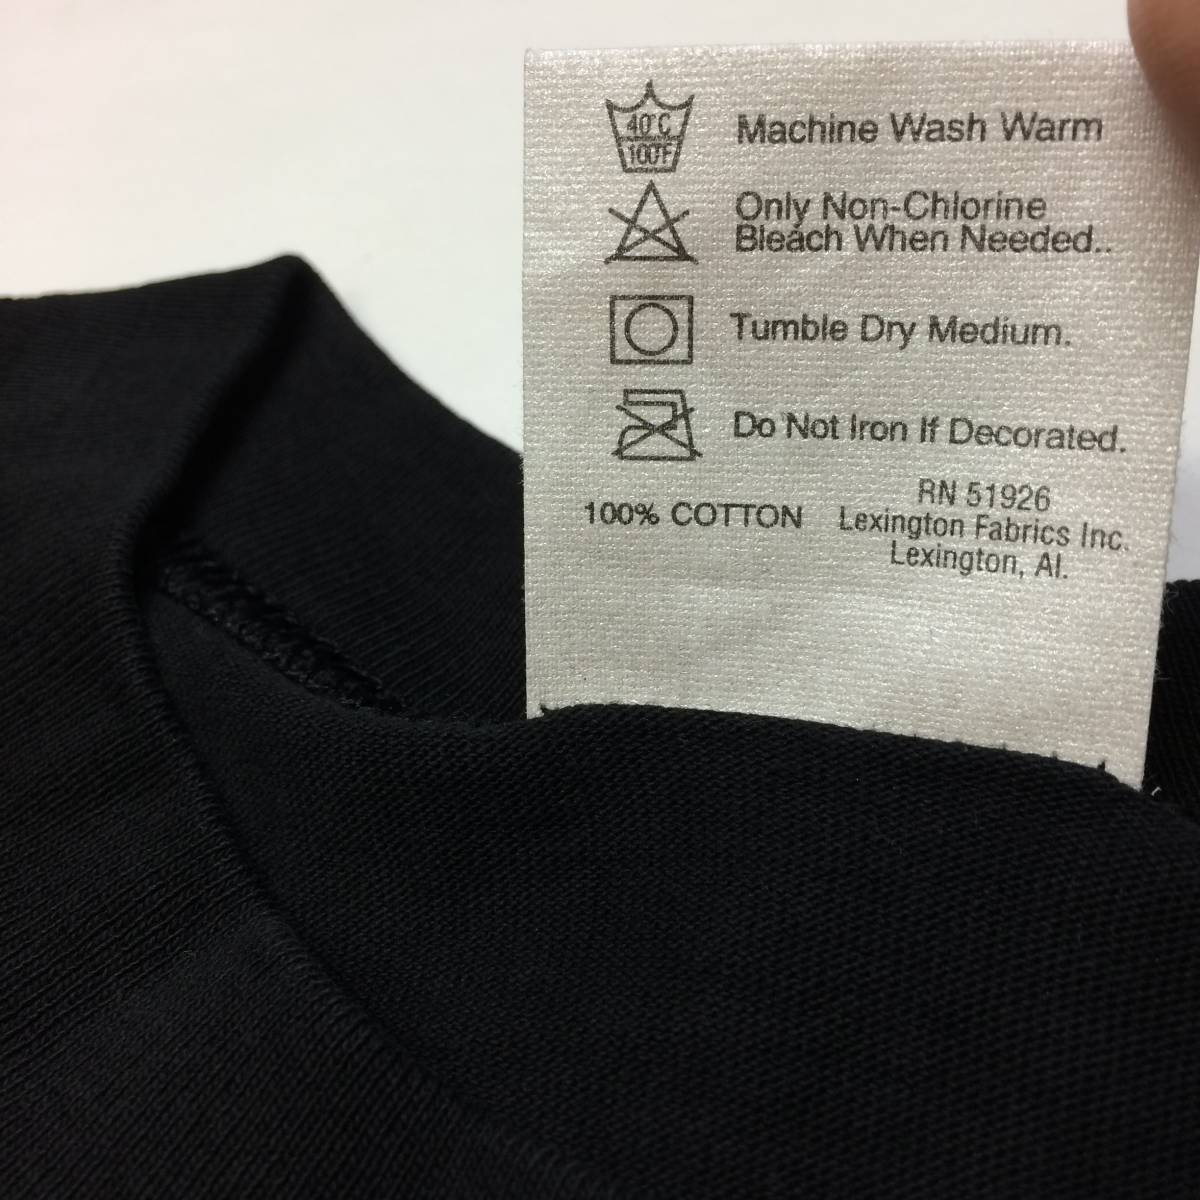 40°C
100°F
Machine Wash Warm
Only Non-Chlorine
Bleach When Needed..
Tumble Dry Medium.
Do Not Iron If Decorated.
100% COTTON
RN 51926
Lexington Fabrics Inc.
Lexington, Al.